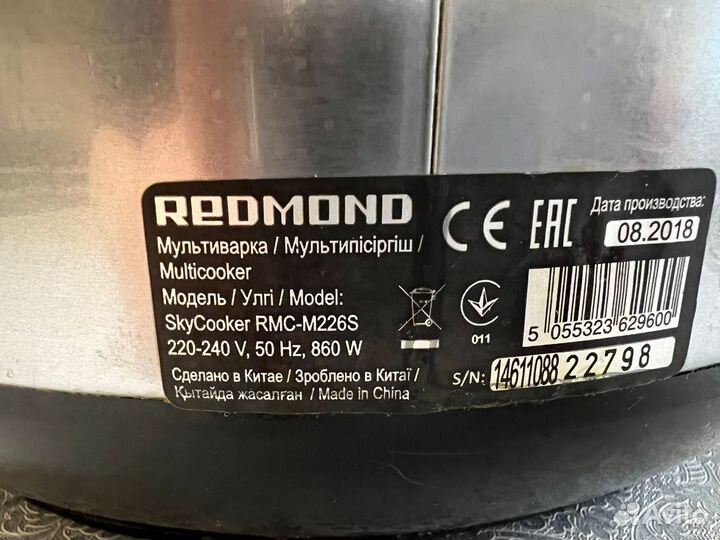 REDMOND
Мультиварка / Мультипісіргіш /
Multicooker
Модель / Үлгі / Model:
SkyCooker RMC-M226S
220-240 V, 50 Hz, 860 W
Сделано в Китае / Зроблено в Китаї /
Қытайда жасалған / Made in China
CE EAC
011
Дата производства:
08.2018
5 055323 629600
S/N: 14611088 22798
Avito